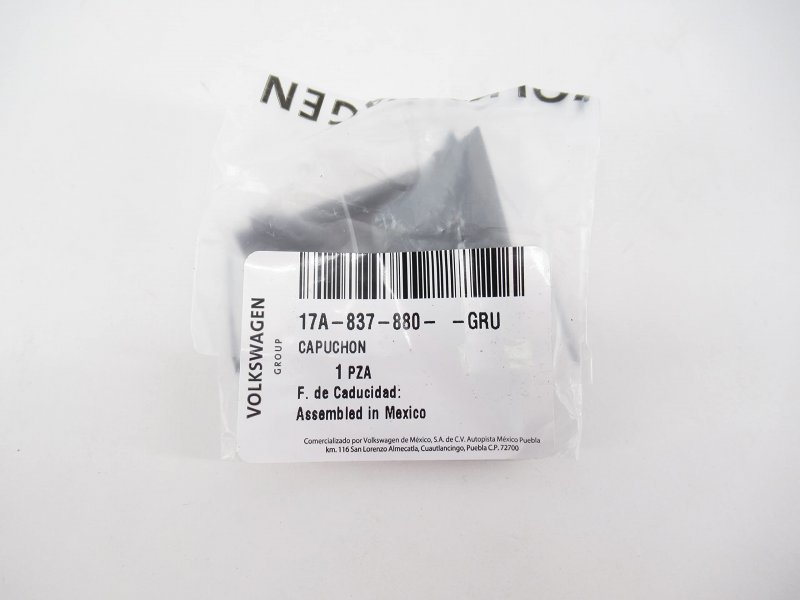 VOLKSWAGEN
GROUP
17A-837-880- -GRU
CAPUCHON
1 PZA
F. de Caducidad:
Assembled in Mexico
Comercializado por Volkswagen de México, S.A. de C.V. Autopista México Puebla
km. 116 San Lorenzo Almecatla, Cuautlancingo, Puebla C.P. 72700